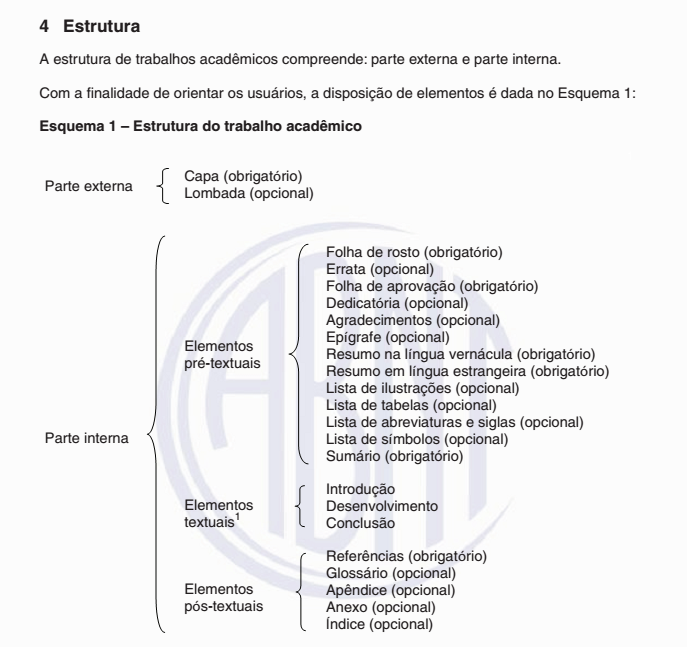 4 Estrutura
A estrutura de trabalhos acadêmicos compreende: parte externa e parte interna.
Com a finalidade de orientar os usuários, a disposição de elementos é dada no Esquema 1:
Esquema 1 – Estrutura do trabalho acadêmico
Parte externa
Capa (obrigatório)
Lombada (opcional)
Parte interna
Elementos
pré-textuais
Folha de rosto (obrigatório)
Errata (opcional)
Folha de aprovação (obrigatório)
Dedicatória (opcional)
Agradecimentos (opcional)
Epígrafe (opcional)
Resumo na língua vernácula (obrigatório)
Resumo em língua estrangeira (obrigatório)
Lista de ilustrações (opcional)
Lista de tabelas (opcional)
Lista de abreviaturas e siglas (opcional)
Lista de símbolos (opcional)
Sumário (obrigatório)
Elementos
textuais¹
Introdução
Desenvolvimento
Conclusão
Elementos
pós-textuais
Referências (obrigatório)
Glossário (opcional)
Apêndice (opcional)
Anexo (opcional)
Índice (opcional)
ABNT